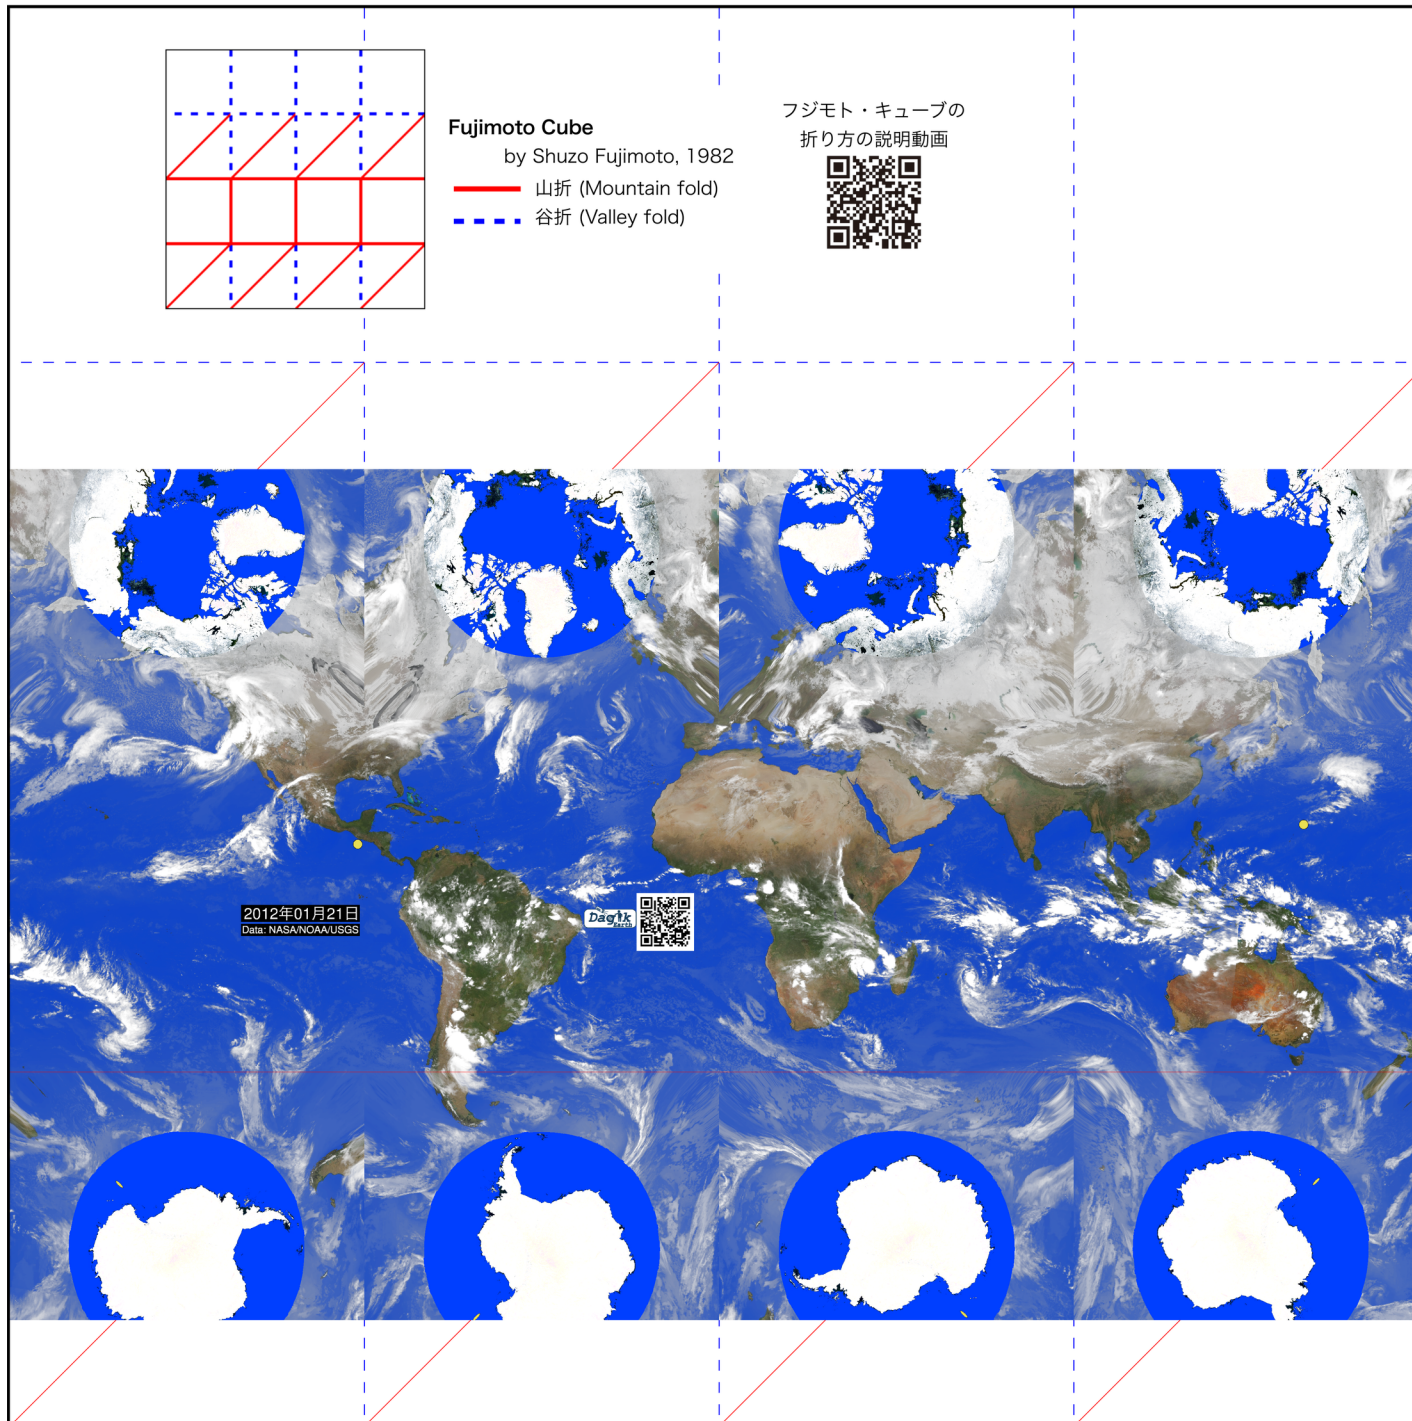 Fujimoto Cube
by Shuzo Fujimoto, 1982
山折 (Mountain fold)
谷折 (Valley fold)
フジモト・キューブの
折り方の説明動画
2012年01月21日
Data: NASA/NOAA/USGS
Dagik
Earth